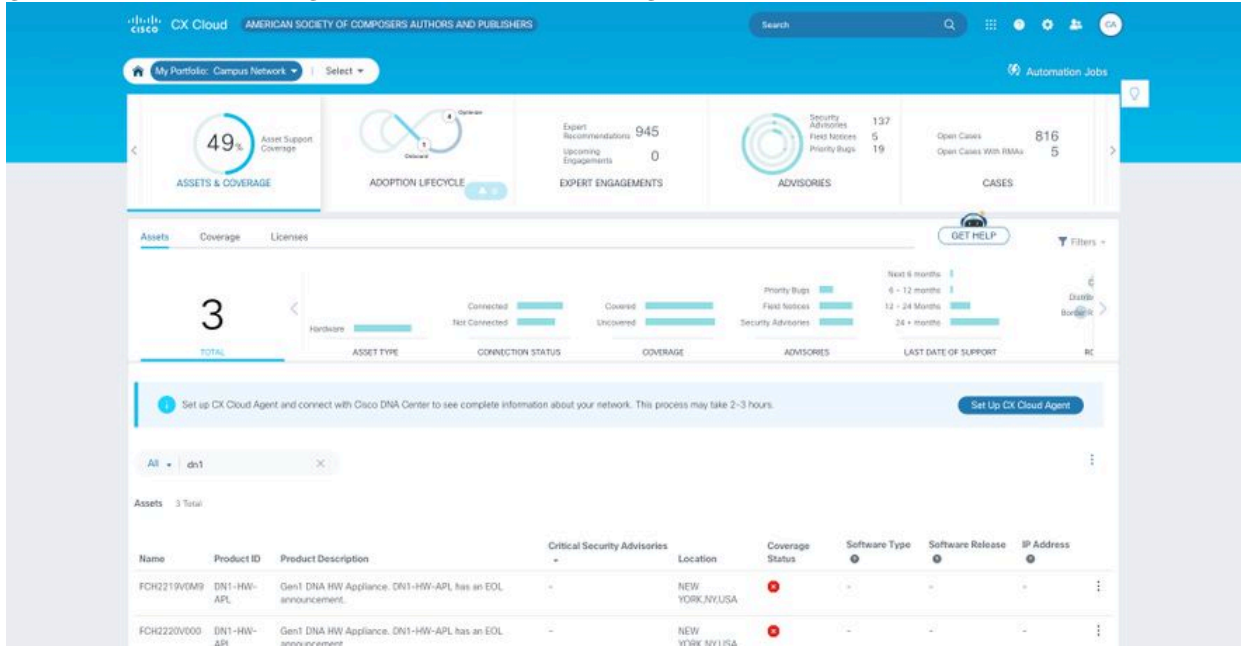 cisco CX Cloud AMERICAN SOCIETY OF COMPOSERS AUTHORS AND PUBLISHERS Search CA
My Portfolio: Campus Network Select Automation Jobs
49% Asset Support Coverage
ASSETS & COVERAGE
Optimize
4
1
Onboard
ADOPTION LIFECYCLE
Expert Recommendations 945
Upcoming Engagements 0
EXPERT ENGAGEMENTS
Security Advisories 137
Field Notices 5
Priority Bugs 19
ADVISORIES
Open Cases 816
Open Cases With RMAs 5
CASES
Assets Coverage Licenses GET HELP Filters
3
TOTAL
Hardware
ASSET TYPE
Connected
Not Connected
CONNECTION STATUS
Covered
Uncovered
COVERAGE
Priority Bugs
Field Notices
Security Advisories
ADVISORIES
Next 6 months
6 - 12 months
12 - 24 Months
24 + months
LAST DATE OF SUPPORT
Set up CX Cloud Agent and connect with Cisco DNA Center to see complete information about your network. This process may take 2-3 hours. Set Up CX Cloud Agent
All dn1
Assets 3 Total
Name Product ID Product Description Critical Security Advisories Location Coverage Status Software Type Software Release IP Address
FCH2219V0M9 DN1-HW-APL Gen1 DNA HW Appliance. DN1-HW-APL has an EOL announcement. - NEW YORK,NY,USA - - -
FCH2220V000 DN1-HW-APL Gen1 DNA HW Appliance. DN1-HW-APL has an EOL announcement. - NEW YORK,NY,USA - - -